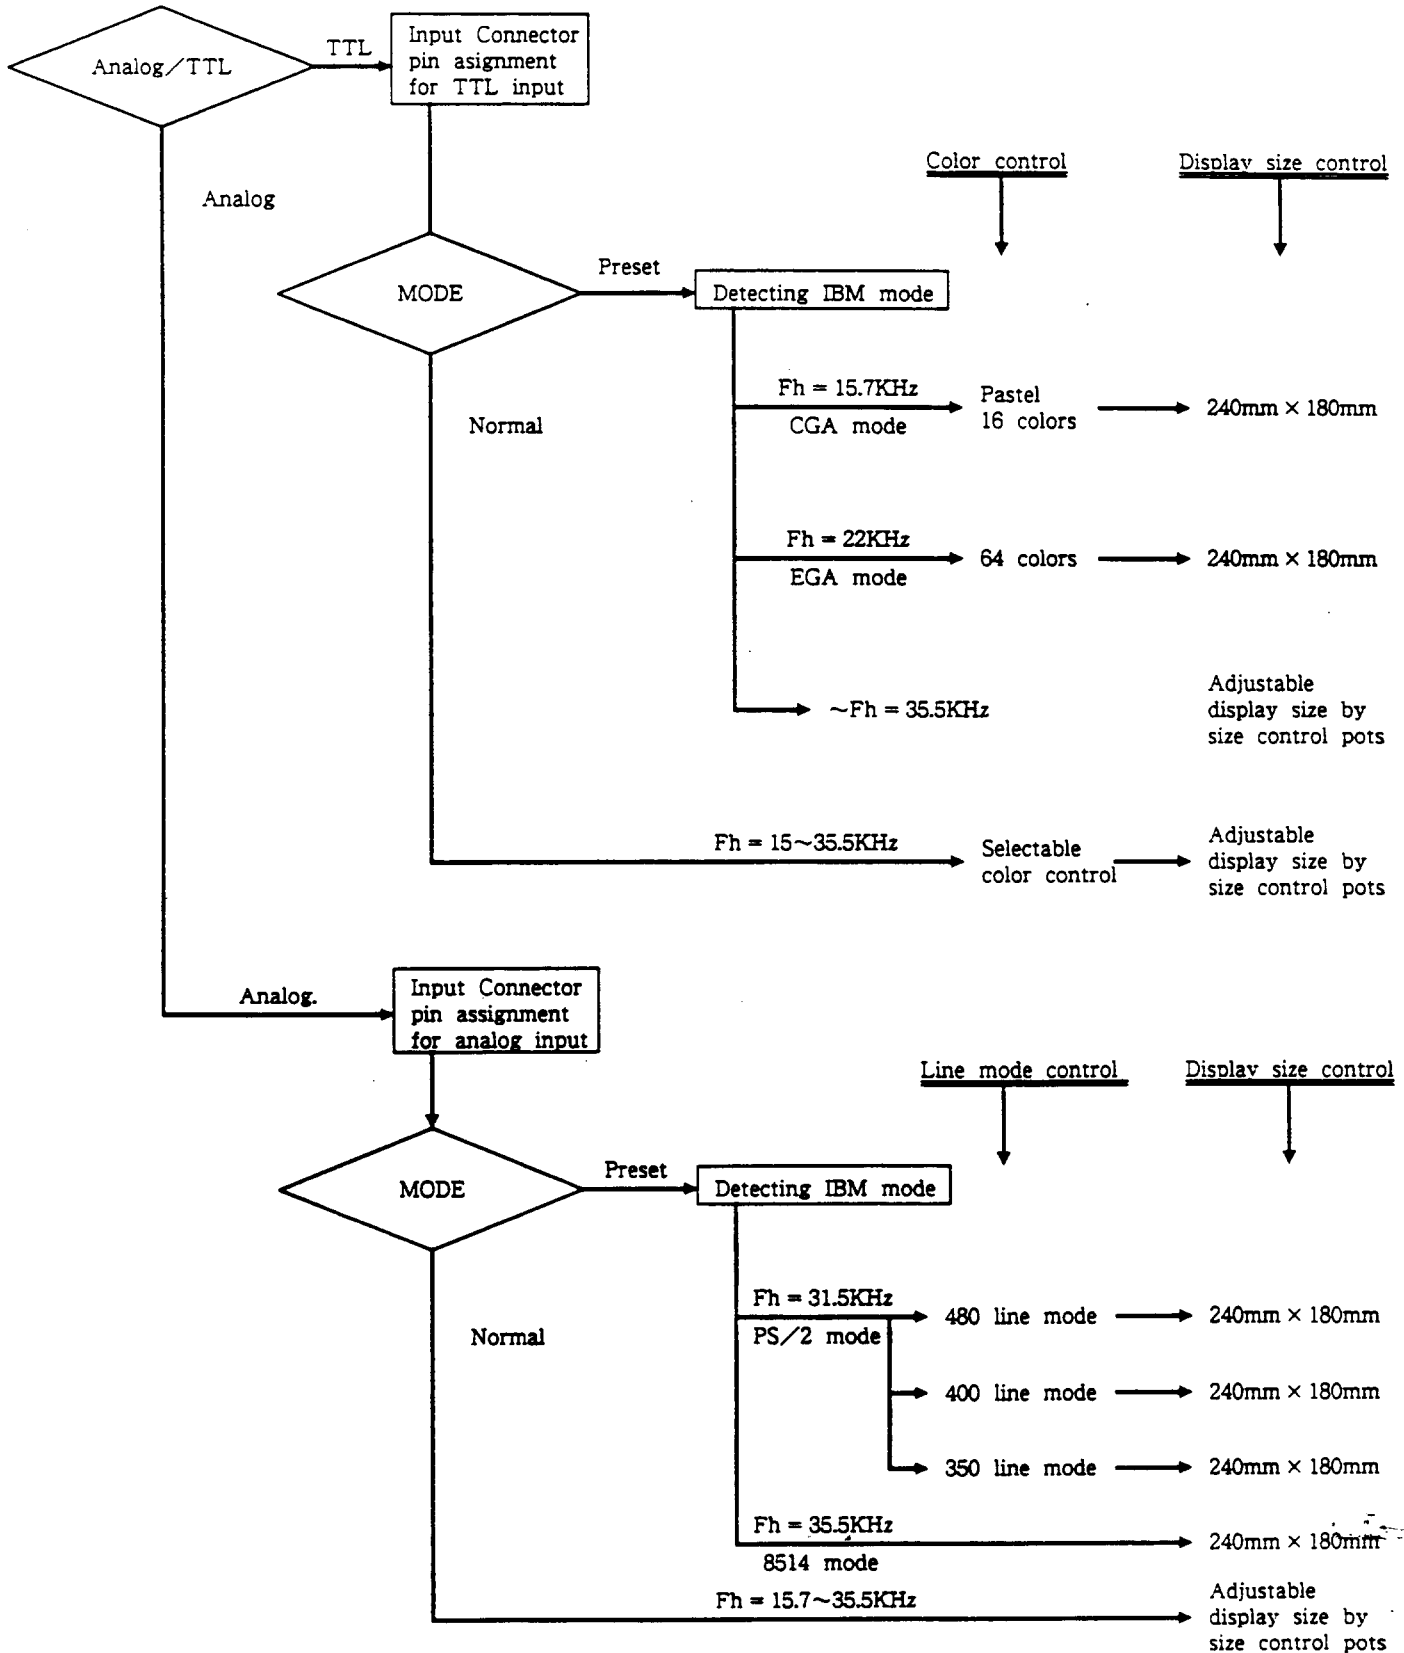 Analog/TTL
TTL
Input Connector
pin asignment
for TTL input
Analog
Color control
Display size control
MODE
Preset
Detecting IBM mode
Normal
Fh = 15.7KHz
CGA mode
Pastel
16 colors
240mm × 180mm
Fh = 22KHz
EGA mode
64 colors
240mm × 180mm
~Fh = 35.5KHz
Adjustable
display size by
size control pots
Fh = 15~35.5KHz
Selectable
color control
Adjustable
display size by
size control pots
Analog.
Input Connector
pin assignment
for analog input
Line mode control
Display size control
MODE
Preset
Detecting IBM mode
Normal
Fh = 31.5KHz
PS/2 mode
480 line mode
240mm × 180mm
400 line mode
240mm × 180mm
350 line mode
240mm × 180mm
Fh = 35.5KHz
8514 mode
240mm × 180mm
Fh = 15.7~35.5KHz
Adjustable
display size by
size control pots